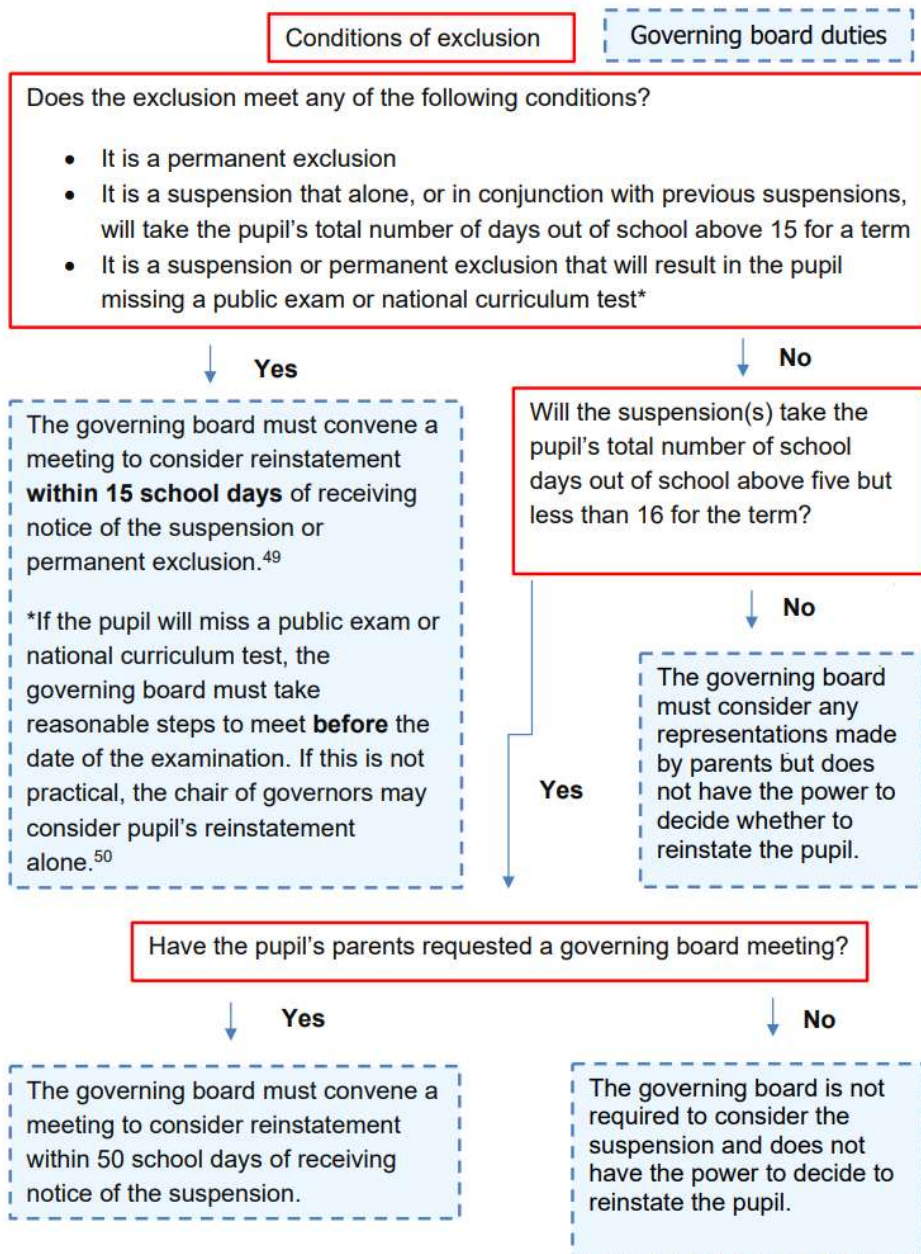 Conditions of exclusion
Governing board duties
Does the exclusion meet any of the following conditions?
• It is a permanent exclusion
• It is a suspension that alone, or in conjunction with previous suspensions,
will take the pupil's total number of days out of school above 15 for a term
• It is a suspension or permanent exclusion that will result in the pupil
missing a public exam or national curriculum test*
Yes
No
The governing board must convene a
meeting to consider reinstatement
within 15 school days of receiving
notice of the suspension or
permanent exclusion.49
*If the pupil will miss a public exam or
national curriculum test, the
governing board must take
reasonable steps to meet before the
date of the examination. If this is not
practical, the chair of governors may
consider pupil's reinstatement
alone.50
Will the suspension(s) take the
pupil's total number of school
days out of school above five but
less than 16 for the term?
No
Yes
The governing board
must consider any
representations made
by parents but does
not have the power to
decide whether to
reinstate the pupil.
Have the pupil's parents requested a governing board meeting?
Yes
No
The governing board must convene a
meeting to consider reinstatement
within 50 school days of receiving
notice of the suspension.
The governing board is not
required to consider the
suspension and does not
have the power to decide to
reinstate the pupil.